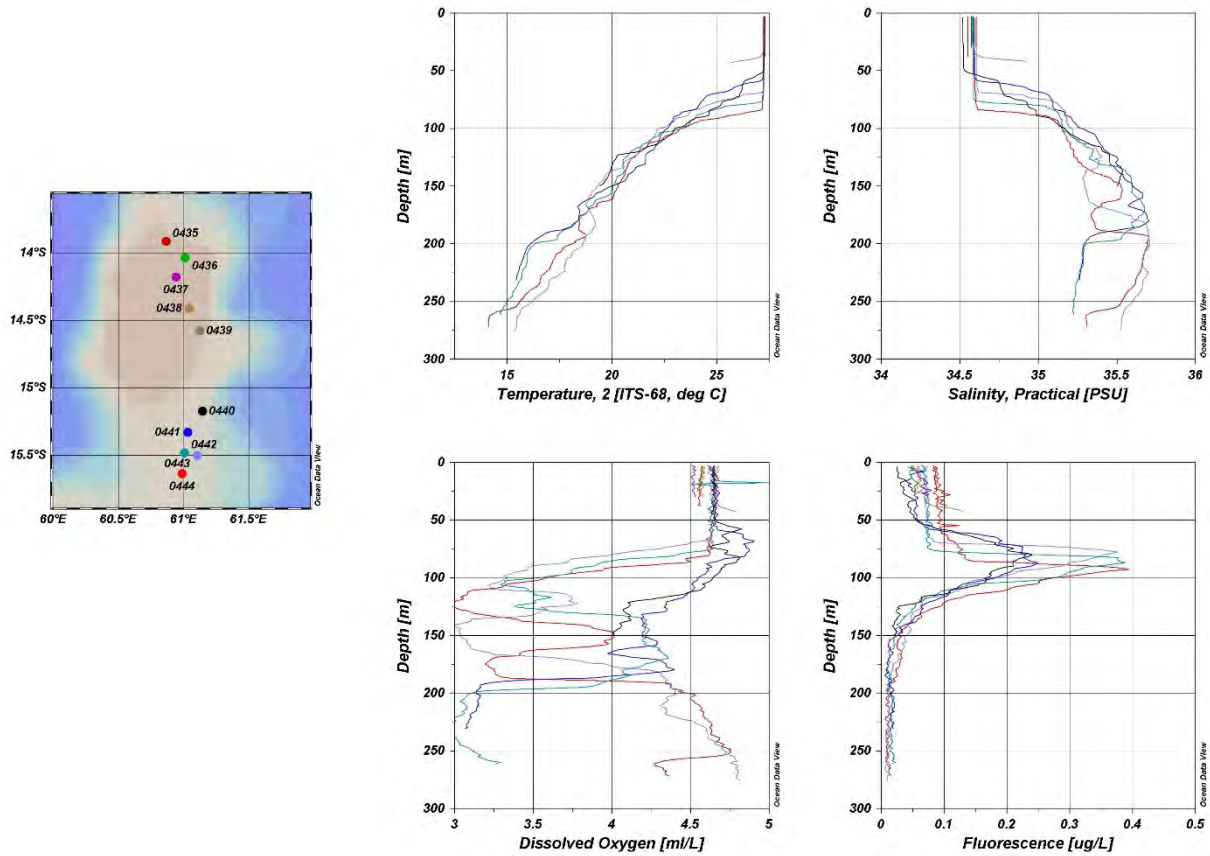 0435
14°S
0436
0437
0438
14.5°S
0439
15°S
0440
0441
0442
15.5°S
0443
0444
60°E
60.5°E
61°E
61.5°E
Ocean Data View
0
50
100
150
200
250
300
Depth [m]
15
20
25
Temperature, 2 [ITS-68, deg C]
Ocean Data View
0
50
100
150
200
250
300
Depth [m]
34
34.5
35
35.5
36
Salinity, Practical [PSU]
Ocean Data View
0
50
100
150
200
250
300
Depth [m]
3
3.5
4
4.5
5
Dissolved Oxygen [ml/L]
Ocean Data View
0
50
100
150
200
250
300
Depth [m]
0
0.1
0.2
0.3
0.4
0.5
Fluorescence [ug/L]
Ocean Data View